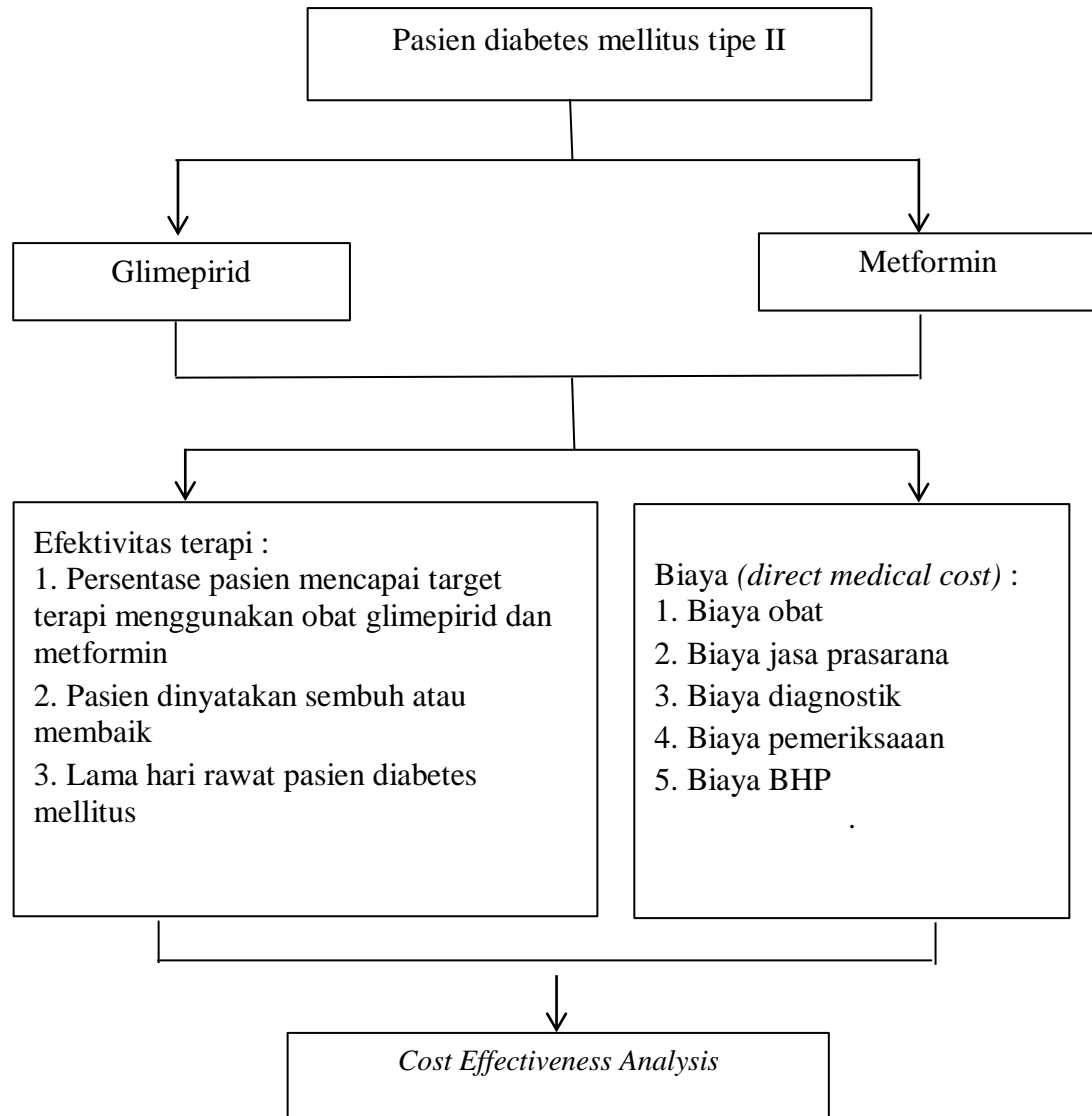 Pasien diabetes mellitus tipe II
Glimepirid
Metformin
Efektivitas terapi :
1. Persentase pasien mencapai target
terapi menggunakan obat glimepirid dan
metformin
2. Pasien dinyatakan sembuh atau
membaik
3. Lama hari rawat pasien diabetes
mellitus
Biaya (direct medical cost) :
1. Biaya obat
2. Biaya jasa prasarana
3. Biaya diagnostik
4. Biaya pemeriksaaan
5. Biaya BHP
.
Cost Effectiveness Analysis